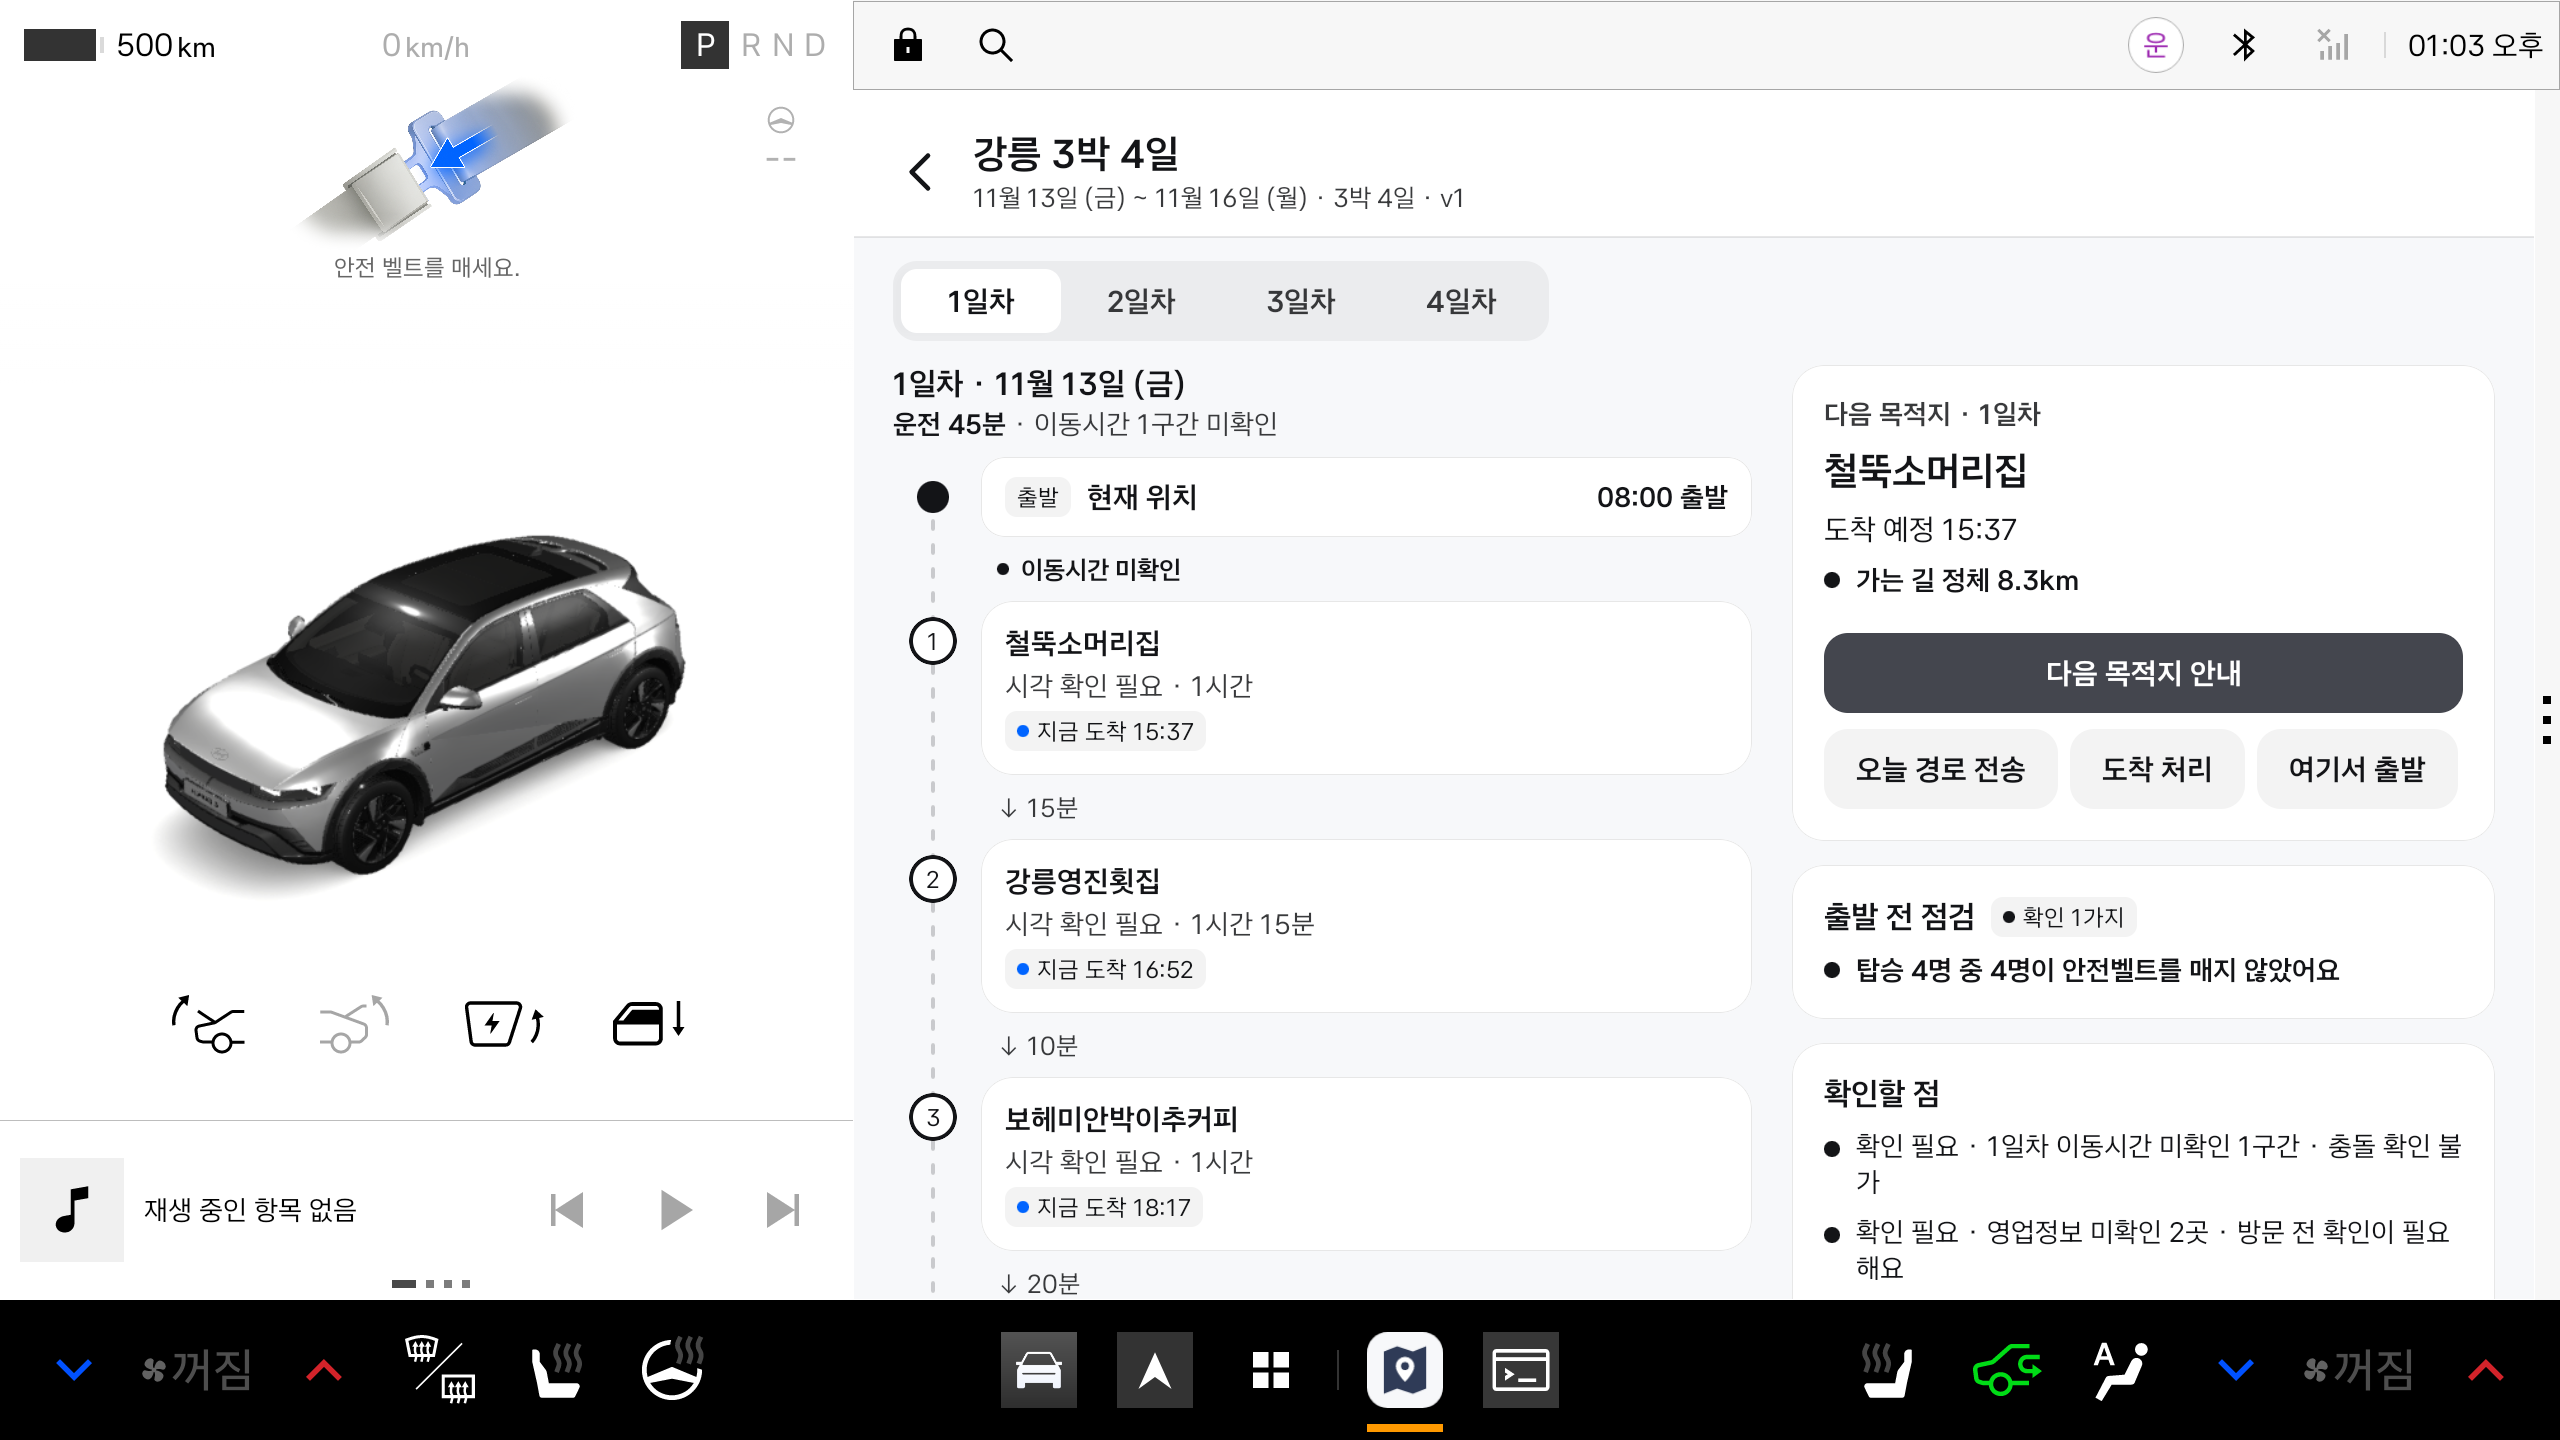 500 km
0 km/h
P R N D
운
01:03 오후
안전 벨트를 매세요.
--
강릉 3박 4일
11월 13일 (금) ~ 11월 16일 (월) · 3박 4일 · v1
1일차
2일차
3일차
4일차
1일차 · 11월 13일 (금)
운전 45분 · 이동시간 1구간 미확인
출발 현재 위치 08:00 출발
이동시간 미확인
1
철뚝소머리집
시각 확인 필요 · 1시간
지금 도착 15:37
↓ 15분
2
강릉영진횟집
시각 확인 필요 · 1시간 15분
지금 도착 16:52
↓ 10분
3
보헤미안박이추커피
시각 확인 필요 · 1시간
지금 도착 18:17
↓ 20분
다음 목적지 · 1일차
철뚝소머리집
도착 예정 15:37
가는 길 정체 8.3km
다음 목적지 안내
오늘 경로 전송
도착 처리
여기서 출발
출발 전 점검 확인 1가지
탑승 4명 중 4명이 안전벨트를 매지 않았어요
확인할 점
확인 필요 · 1일차 이동시간 미확인 1구간 · 충돌 확인 불
가
확인 필요 · 영업정보 미확인 2곳 · 방문 전 확인이 필요
해요
재생 중인 항목 없음
꺼짐
A
꺼짐